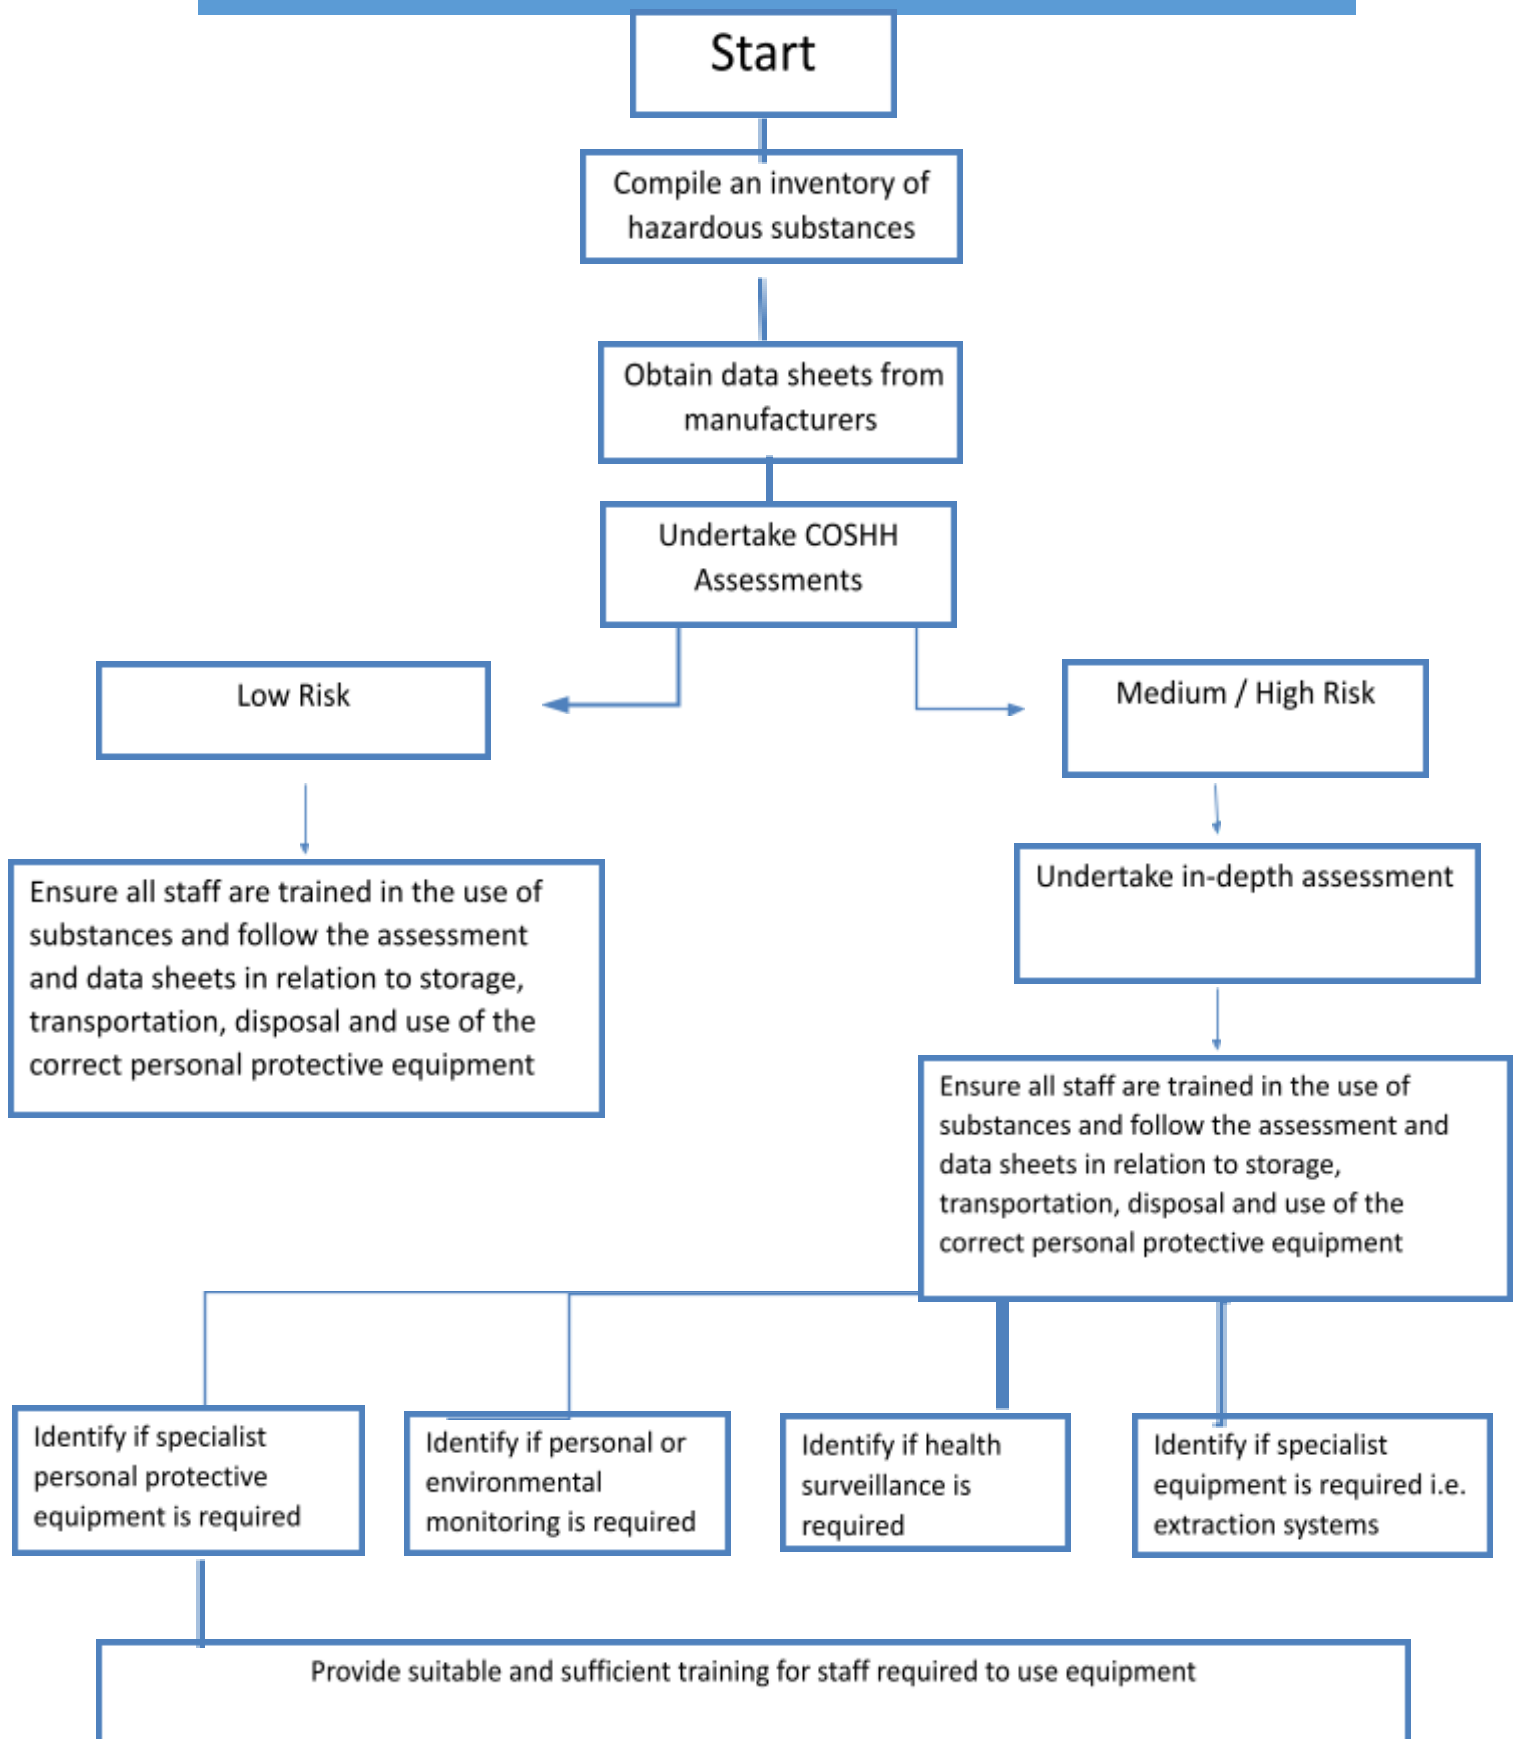 Start
Compile an inventory of
hazardous substances
Obtain data sheets from
manufacturers
Undertake COSHH
Assessments
Low Risk
Medium / High Risk
Ensure all staff are trained in the use of
substances and follow the assessment
and data sheets in relation to storage,
transportation, disposal and use of the
correct personal protective equipment
Undertake in-depth assessment
Ensure all staff are trained in the use of
substances and follow the assessment and
data sheets in relation to storage,
transportation, disposal and use of the
correct personal protective equipment
Identify if specialist
personal protective
equipment is required
Identify if personal or
environmental
monitoring is required
Identify if health
surveillance is
required
Identify if specialist
equipment is required i.e.
extraction systems
Provide suitable and sufficient training for staff required to use equipment